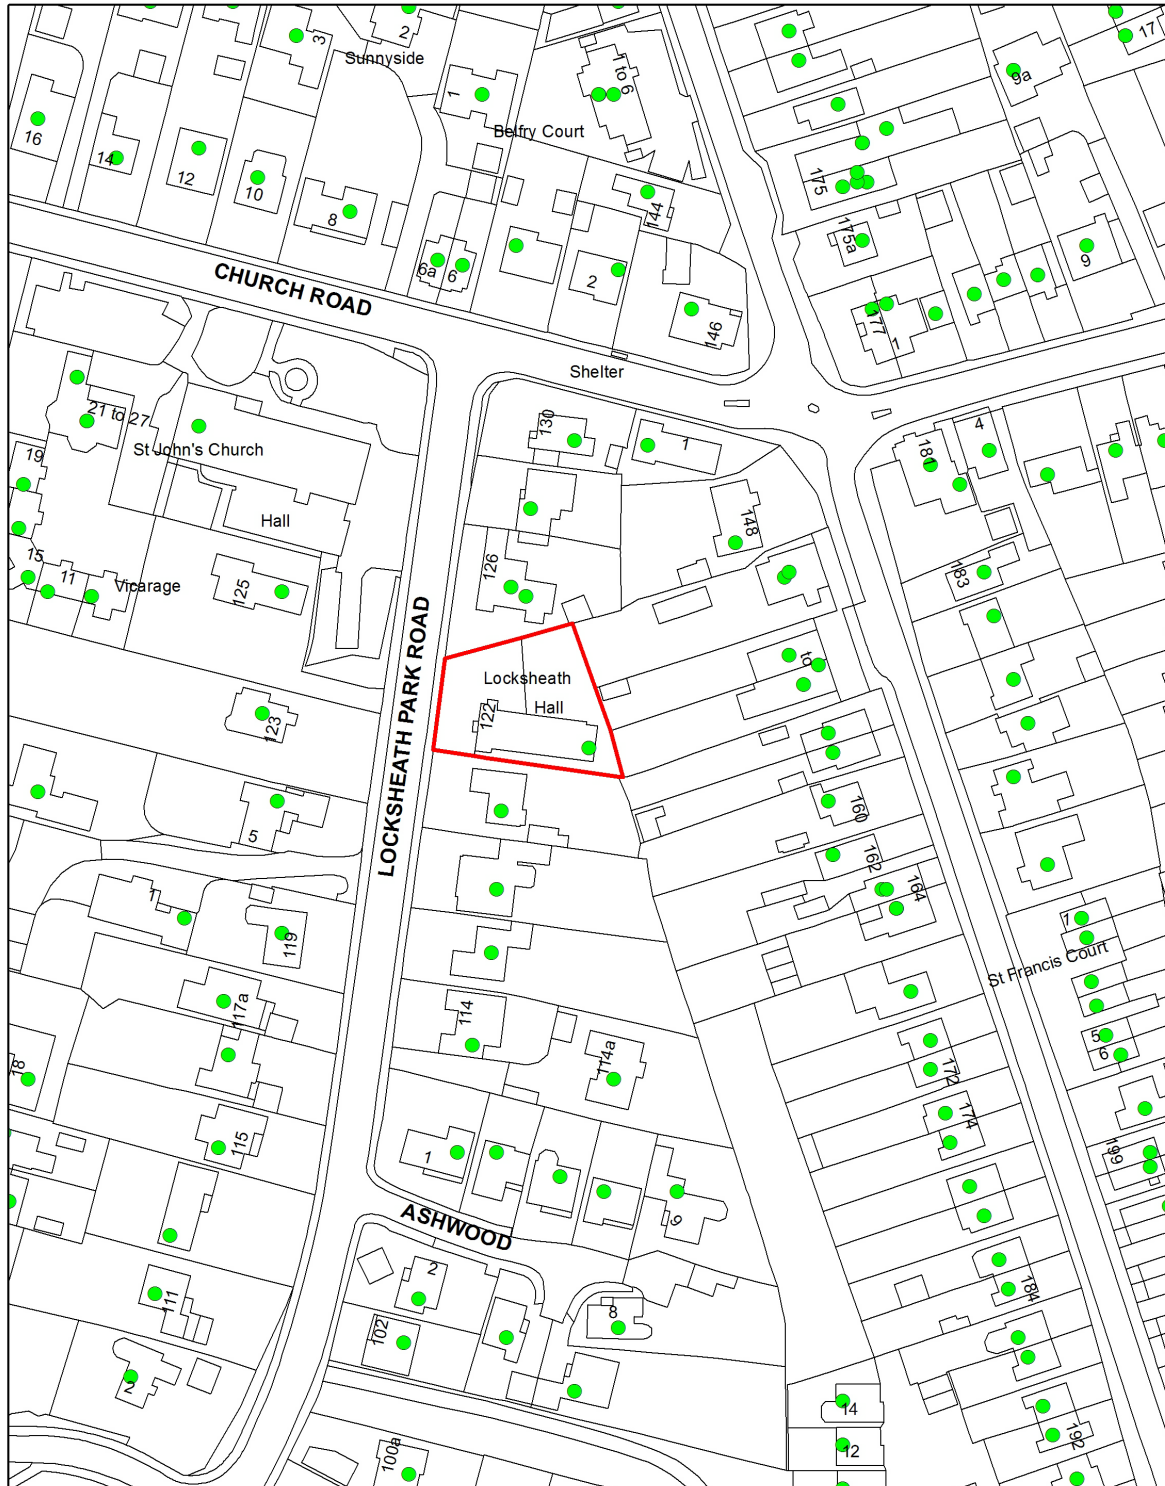 3
2
Sunnyside
17
1
1 to 6
9a
Belfry Court
16
14
12
10
8
144
175
175a
6a
6
2
9
CHURCH ROAD
146
177
1
Shelter
21 to 27
130
1
181
4
St John's Church
19
Hall
148
15
11
Vicarage
125
126
183
LOCKSHEATH PARK ROAD
to
Locksheath
Hall
122
123
5
160
162
164
1
119
1
St Francis Court
117a
114
114a
5
6
18
172
174
115
1
199
9
ASHWOOD
2
184
111
8
102
2
14
12
192
100a